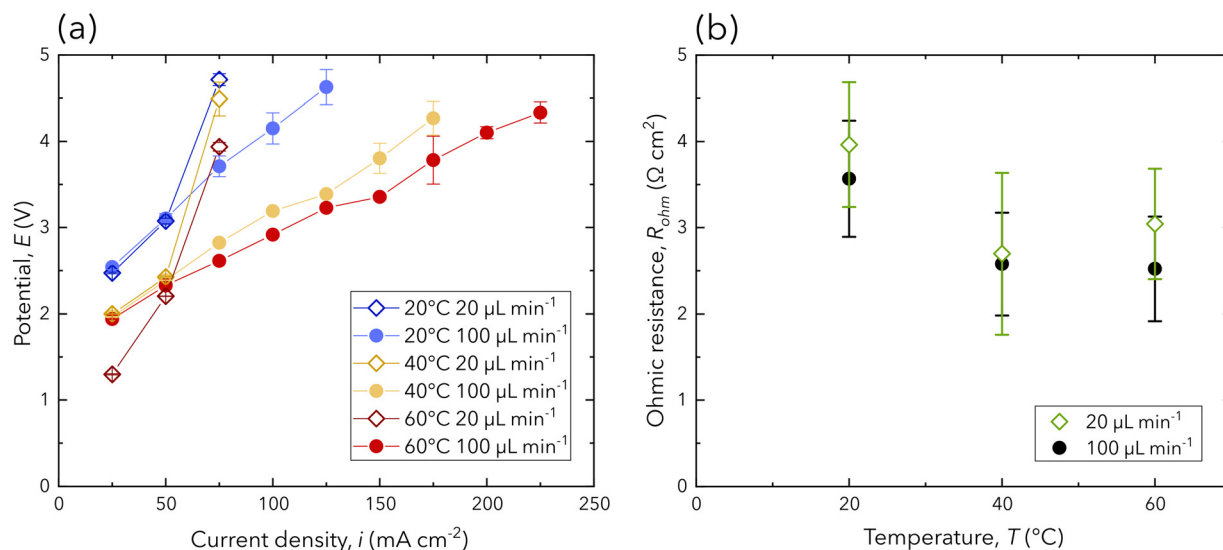 (a)
5
4
3
2
1
0
0 50 100 150 200 250
Potential, E (V)
Current density, i (mA cm⁻²)
20°C 20 µL min⁻¹
20°C 100 µL min⁻¹
40°C 20 µL min⁻¹
40°C 100 µL min⁻¹
60°C 20 µL min⁻¹
60°C 100 µL min⁻¹
(b)
5
4
3
2
1
0
0 20 40 60
Ohmic resistance, Rohm (Ω cm²)
Temperature, T (°C)
20 µL min⁻¹
100 µL min⁻¹